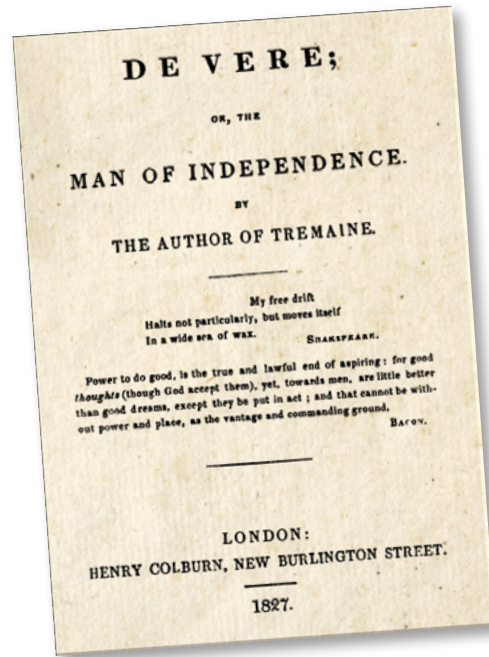 DE VERE;
OR, THE
MAN OF INDEPENDENCE.
BY
THE AUTHOR OF TREMAINE.
My free drift
Halts not particularly, but moves itself
In a wide sea of wax. SHAKSPEARE.
Power to do good, is the true and lawful end of aspiring: for good
thoughts (though God accept them), yet, towards men, are little better
than good dreams, except they be put in act; and that cannot be with-
out power and place, as the vantage and commanding ground.
BACON.
LONDON:
HENRY COLBURN, NEW BURLINGTON STREET.
1827.